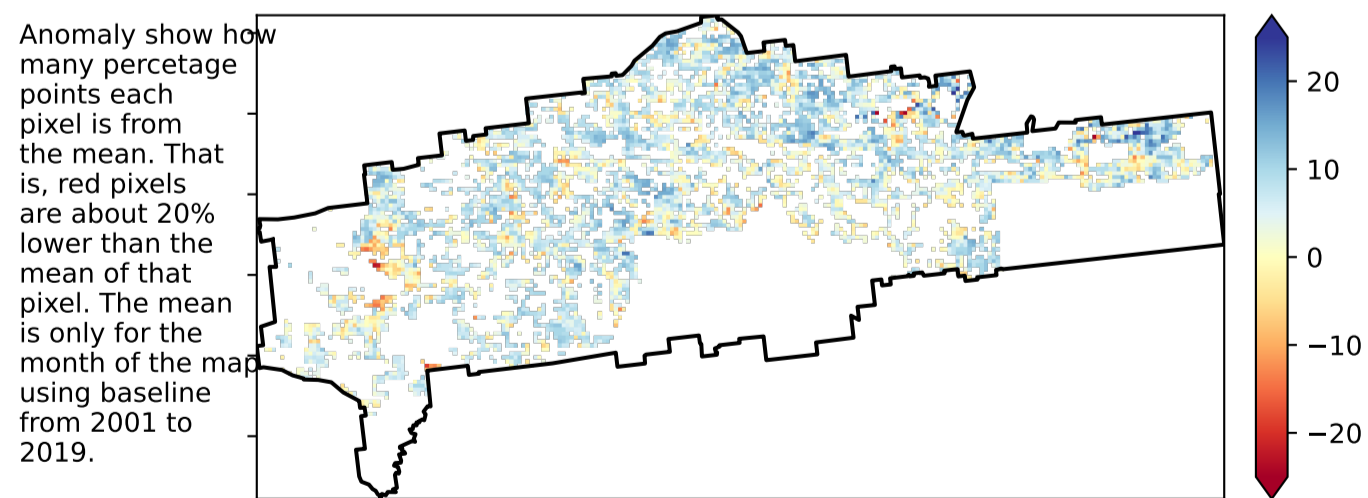 Anomaly show how
many percetage
points each
pixel is from
the mean. That
is, red pixels
are about 20%
lower than the
mean of that
pixel. The mean
is only for the
month of the map
using baseline
from 2001 to
2019.
20
10
0
−10
−20